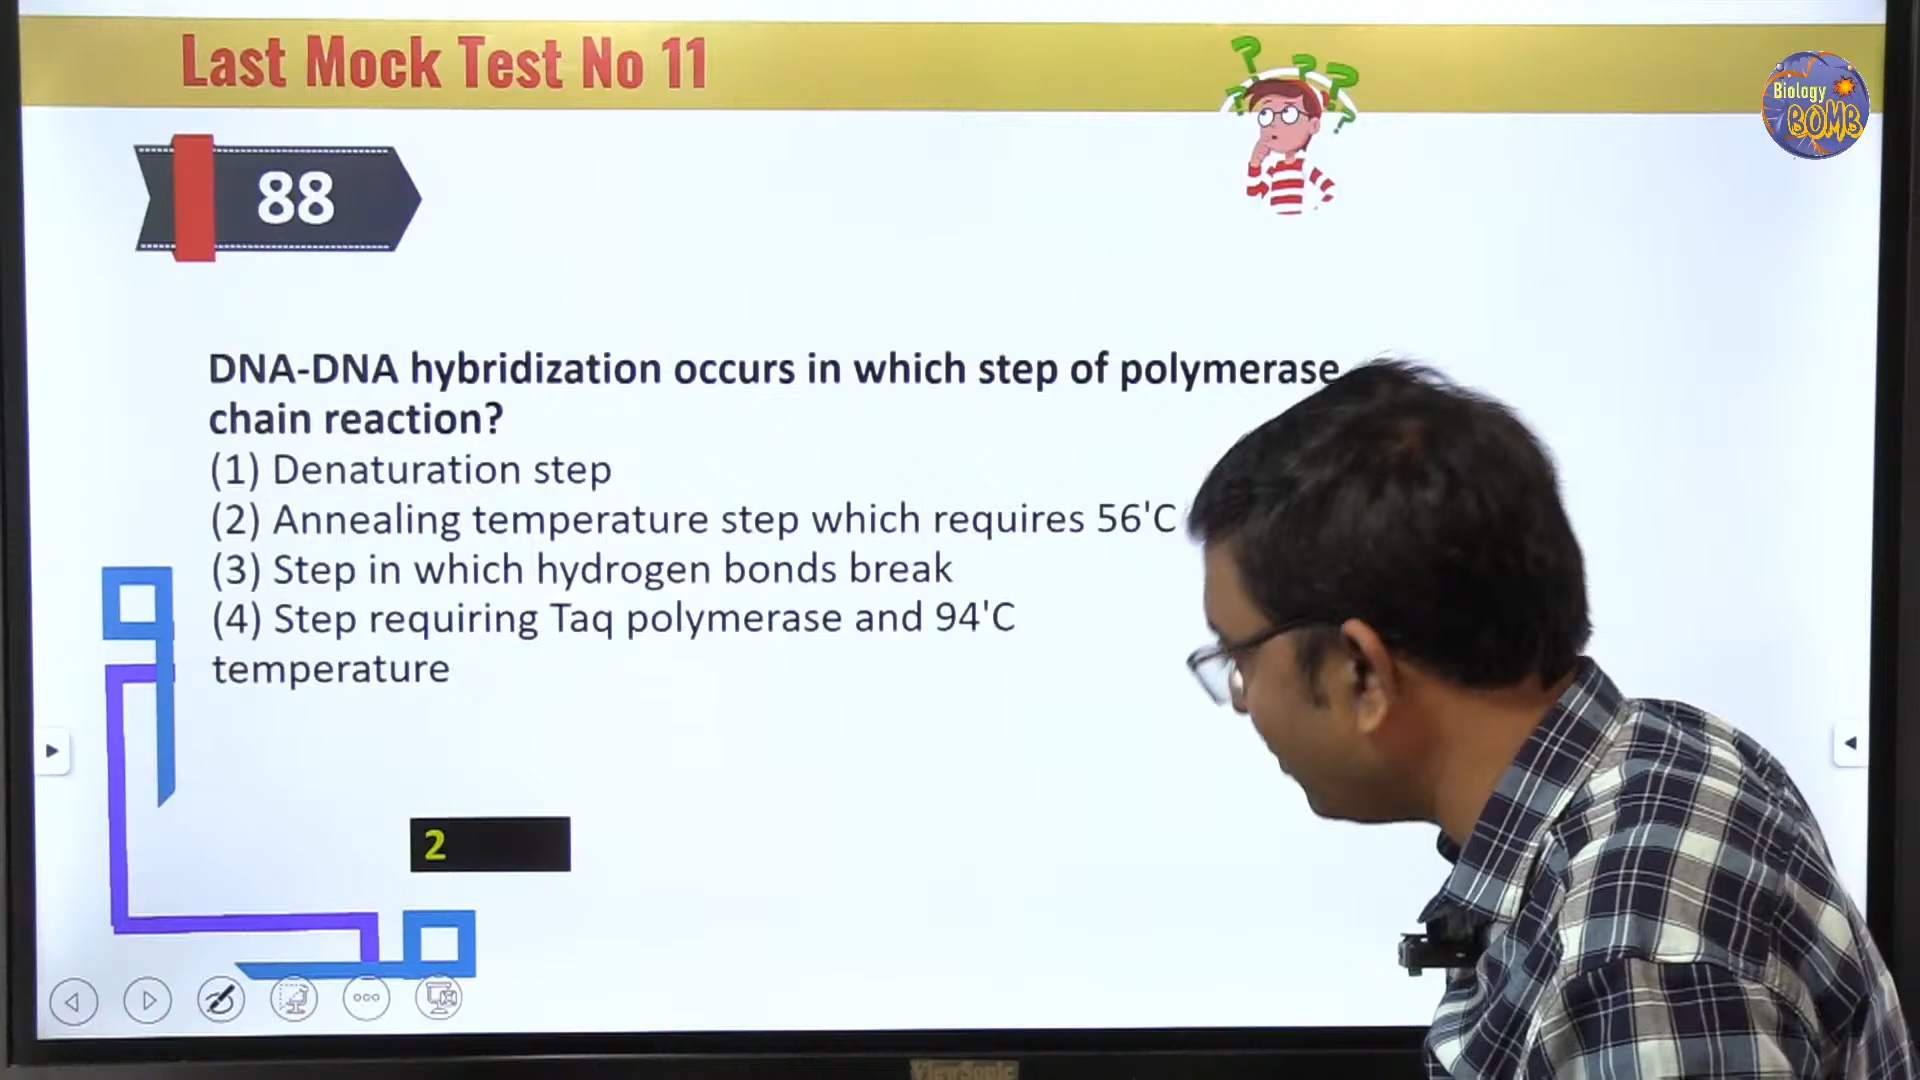 Last Mock Test No 11
Biology
BOMB
88
DNA-DNA hybridization occurs in which step of polymerase
chain reaction?
(1) Denaturation step
(2) Annealing temperature step which requires 56'C
(3) Step in which hydrogen bonds break
(4) Step requiring Taq polymerase and 94'C
temperature
2
ViewSonic